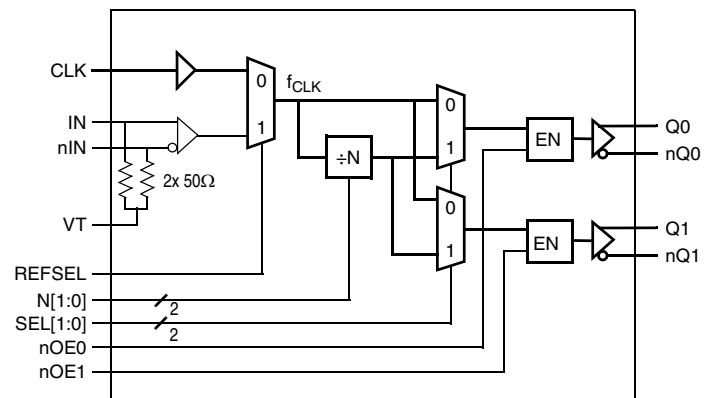 CLK
0
1
fCLK
IN
nIN
2x 50Ω
VT
÷N
0
1
0
1
EN
EN
Q0
nQ0
Q1
nQ1
REFSEL
N[1:0]
2
SEL[1:0]
2
nOE0
nOE1